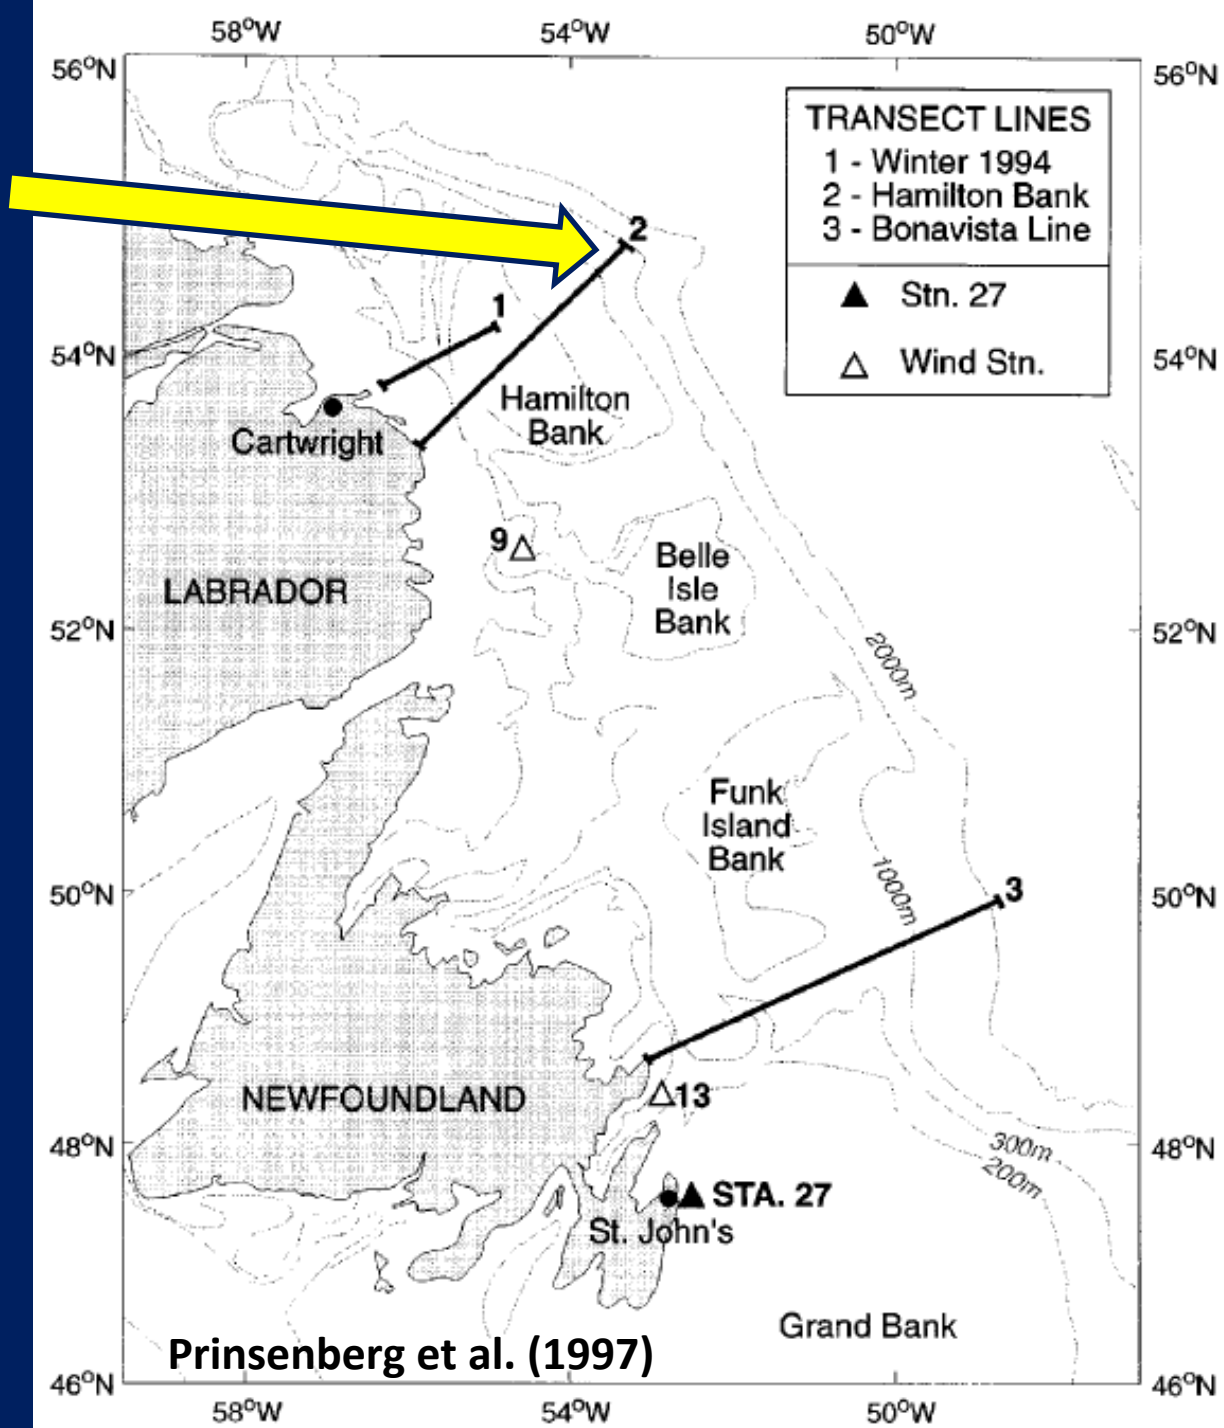 58°W 54°W 50°W
56°N 56°N
TRANSECT LINES
1 - Winter 1994
2 - Hamilton Bank
3 - Bonavista Line
▲ Stn. 27
△ Wind Stn.
2
1
54°N 54°N
Hamilton
Bank
Cartwright
9
Belle
Isle
Bank
LABRADOR
52°N 52°N
2000m
Funk
Island
Bank
1000m
50°N 3 50°N
NEWFOUNDLAND
13
48°N 48°N
300m
200m
STA. 27
St. John's
Grand Bank
Prinsenberg et al. (1997)
46°N 46°N
58°W 54°W 50°W